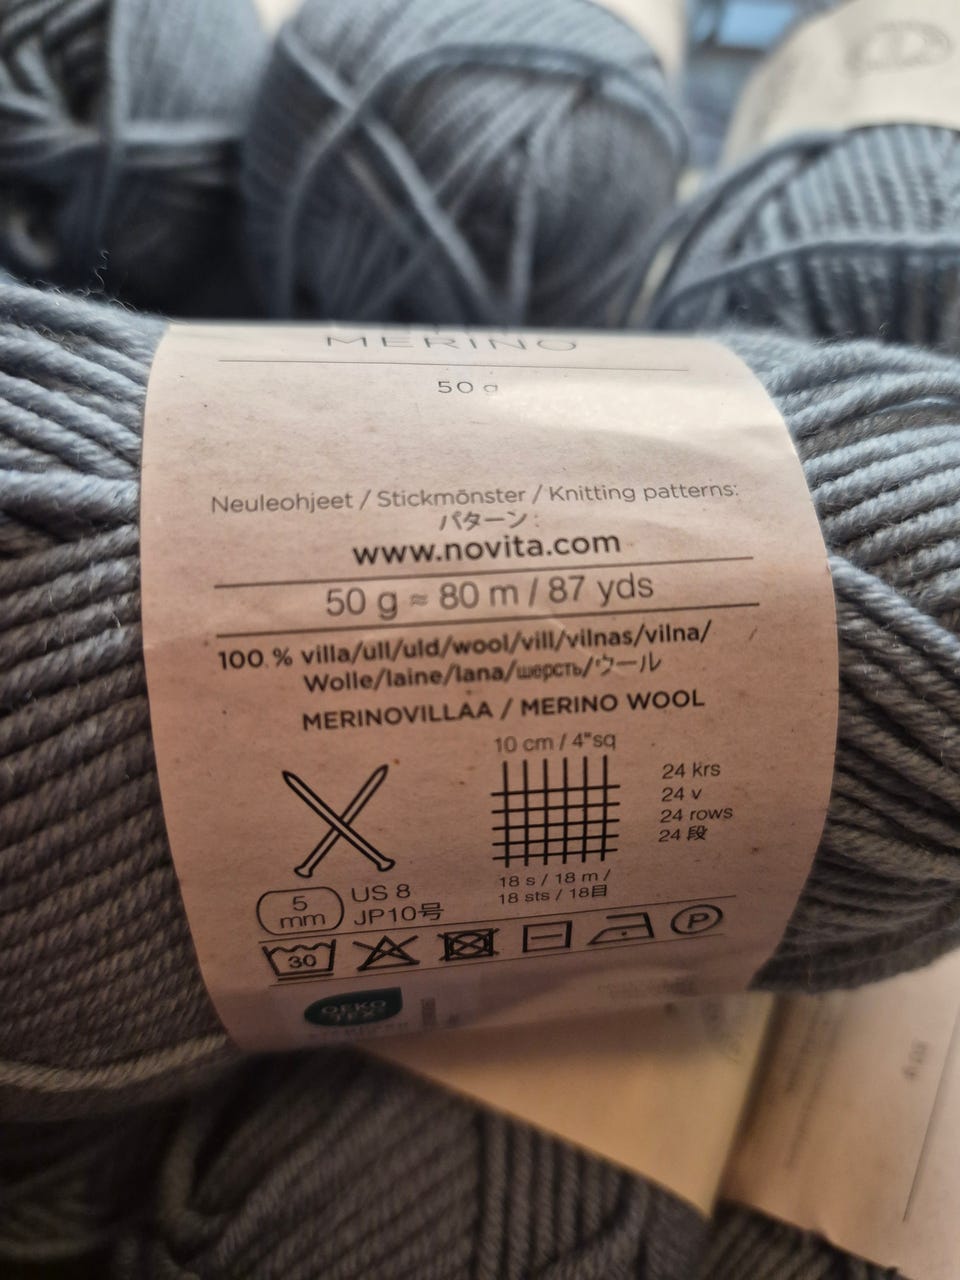 MERINO
50 g
Neuleohjeet / Stickmönster / Knitting patterns:
パターン:
www.novita.com
50 g ≈ 80 m / 87 yds
100 % villa/ull/uld/wool/vill/vilnas/vilna/
Wolle/laine/lana/шерсть/ウール
MERINOVILLAA / MERINO WOOL
10 cm / 4"sq
24 krs
24 v
24 rows
24 段
18 s / 18 m /
18 sts / 18目
5
mm
US 8
JP10号
30
P
OEKO
TEX